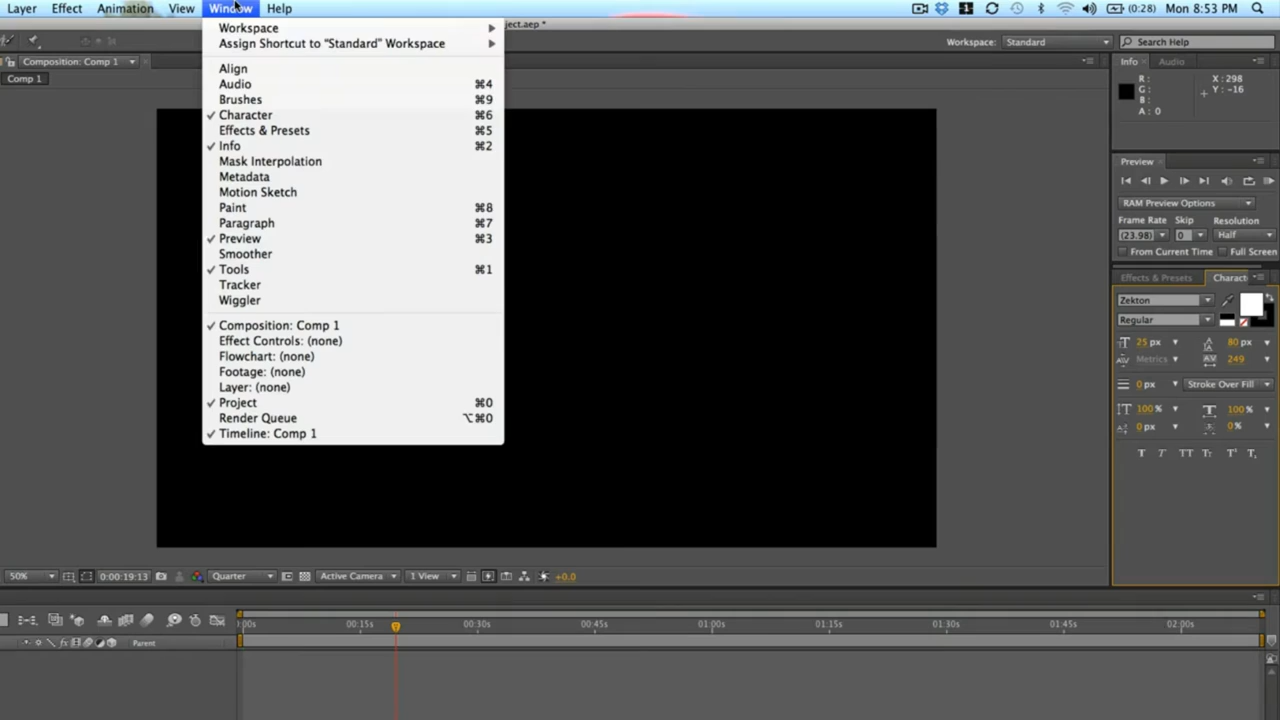 Layer Effect Animation View Window Help (0:28) Mon 8:53 PM
ject.aep *
Workspace
Assign Shortcut to “Standard” Workspace
Align
Audio ⌘4
Brushes ⌘9
✓ Character ⌘6
Effects & Presets ⌘5
✓ Info ⌘2
Mask Interpolation
Metadata
Motion Sketch
Paint ⌘8
Paragraph ⌘7
✓ Preview ⌘3
Smoother
✓ Tools ⌘1
Tracker
Wiggler
✓ Composition: Comp 1
Effect Controls: (none)
Flowchart: (none)
Footage: (none)
Layer: (none)
✓ Project ⌘0
Render Queue ⌥⌘0
✓ Timeline: Comp 1
Composition: Comp 1
Comp 1
Workspace: Standard Search Help
Info Audio
R: X: 298
G: Y: -16
B:
A: 0
Preview
RAM Preview Options
Frame Rate Skip Resolution
(23.98) 0 Half
From Current Time Full Screen
Effects & Presets Charact
Zekton
Regular
25 px 80 px
Metrics 249
0 px Stroke Over Fill
100% 100%
0 px 0%
T T TT Tt T¹ T₁
50% 0:00:19:13 Quarter Active Camera 1 View +0.0
:00s 00:15s 00:30s 00:45s 01:00s 01:15s 01:30s 01:45s 02:00s
Parent